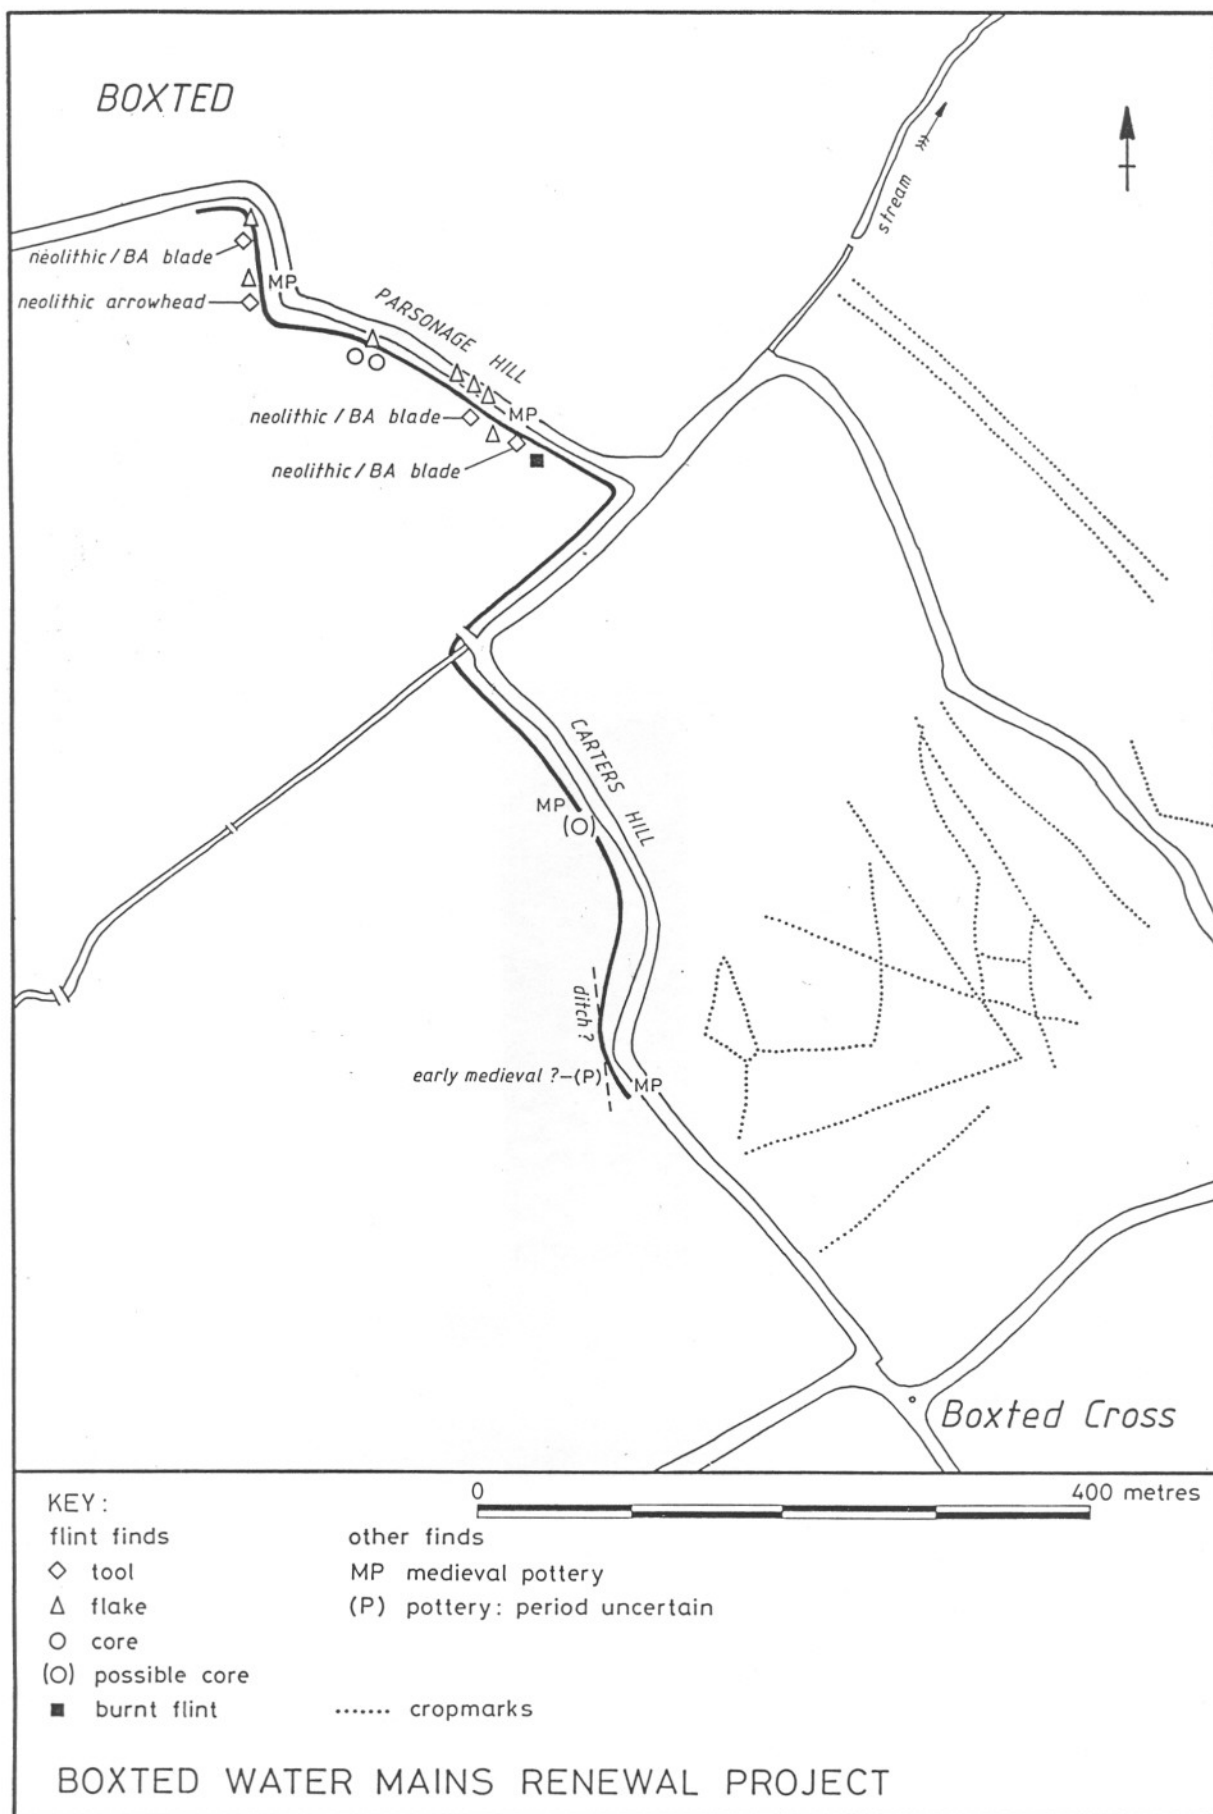 BOXTED
stream
neolithic/BA blade
MP
neolithic arrowhead
PARSONAGE HILL
neolithic/BA blade
MP
neolithic/BA blade
CARTERS HILL
MP
ditch?
early medieval?-(P)
MP
Boxted Cross
KEY:
0 400 metres
flint finds
other finds
tool
MP medieval pottery
flake
(P) pottery: period uncertain
core
possible core
burnt flint
cropmarks
BOXTED WATER MAINS RENEWAL PROJECT